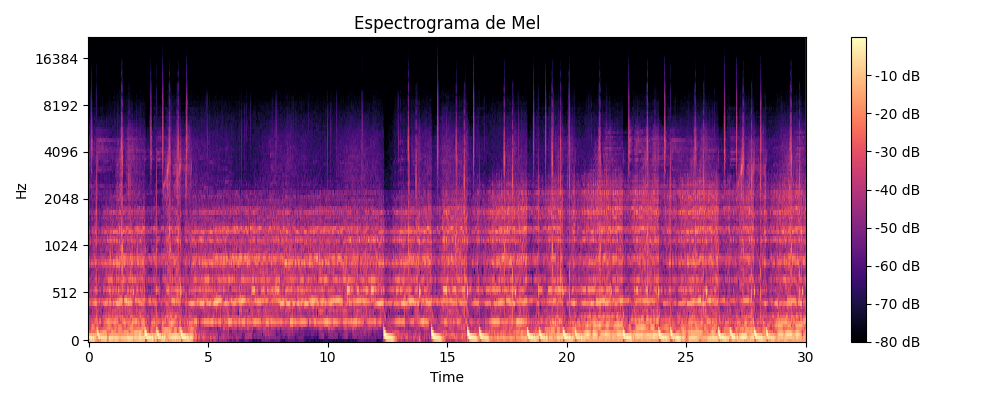 Espectrograma de Mel
Hz
16384
8192
4096
2048
1024
512
0
0 5 10 15 20 25 30
Time
-10 dB
-20 dB
-30 dB
-40 dB
-50 dB
-60 dB
-70 dB
-80 dB